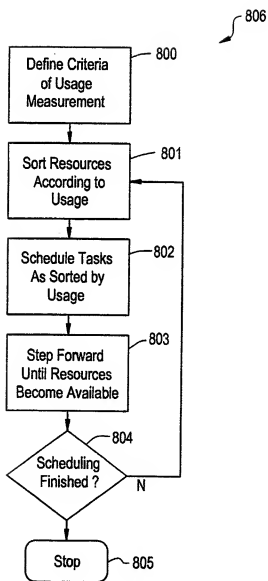 806
800
Define Criteria
of Usage
Measurement
801
Sort Resources
According to
Usage
802
Schedule Tasks
As Sorted by
Usage
803
Step Forward
Until Resources
Become Available
804
Scheduling
Finished ?
N
Stop
805